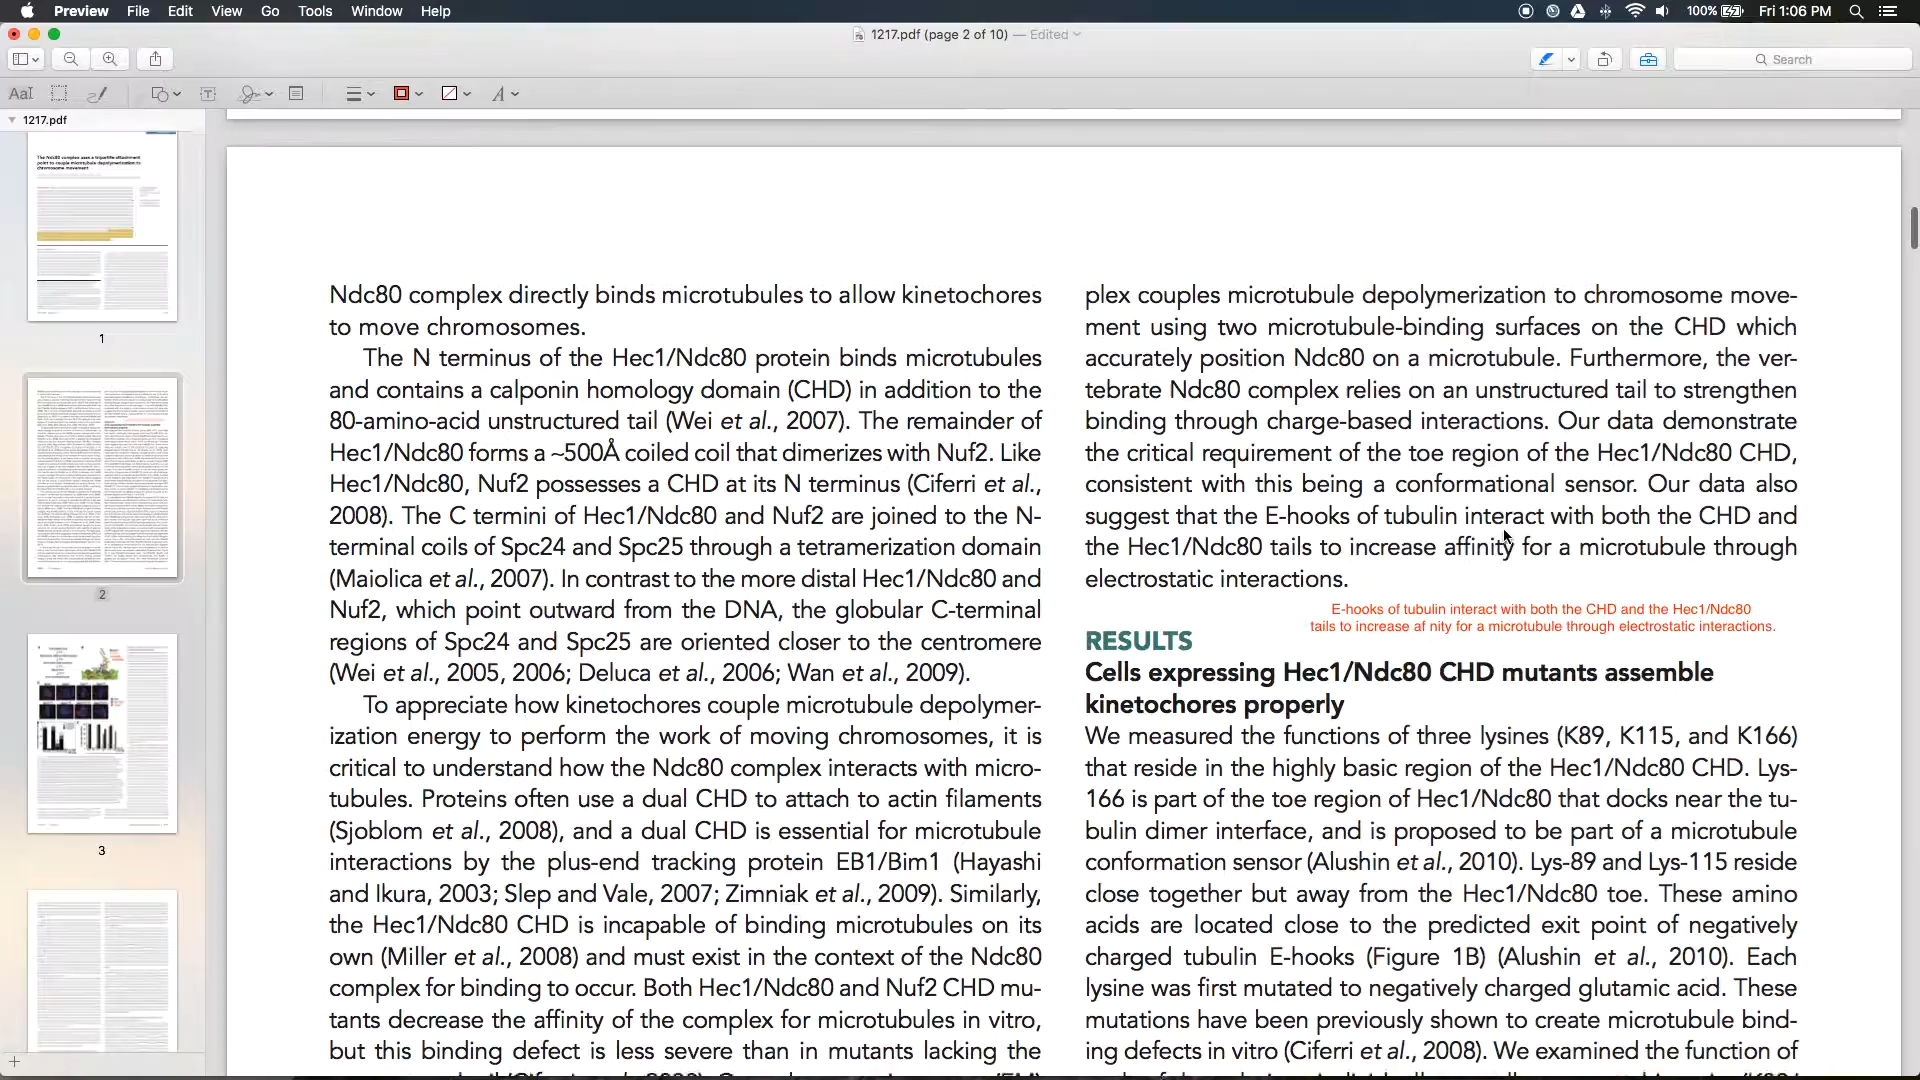 Preview File Edit View Go Tools Window Help
100% Fri 1:06 PM
1217.pdf (page 2 of 10) — Edited
Search
1217.pdf
The Ndc80 complex uses a tripartite attachment
point to couple microtubule depolymerization to
chromosome movement
1
2
3
Ndc80 complex directly binds microtubules to allow kinetochores
to move chromosomes.
The N terminus of the Hec1/Ndc80 protein binds microtubules
and contains a calponin homology domain (CHD) in addition to the
80-amino-acid unstructured tail (Wei et al., 2007). The remainder of
Hec1/Ndc80 forms a ~500Å coiled coil that dimerizes with Nuf2. Like
Hec1/Ndc80, Nuf2 possesses a CHD at its N terminus (Ciferri et al.,
2008). The C termini of Hec1/Ndc80 and Nuf2 are joined to the N-
terminal coils of Spc24 and Spc25 through a tetramerization domain
(Maiolica et al., 2007). In contrast to the more distal Hec1/Ndc80 and
Nuf2, which point outward from the DNA, the globular C-terminal
regions of Spc24 and Spc25 are oriented closer to the centromere
(Wei et al., 2005, 2006; Deluca et al., 2006; Wan et al., 2009).
To appreciate how kinetochores couple microtubule depolymer-
ization energy to perform the work of moving chromosomes, it is
critical to understand how the Ndc80 complex interacts with micro-
tubules. Proteins often use a dual CHD to attach to actin filaments
(Sjoblom et al., 2008), and a dual CHD is essential for microtubule
interactions by the plus-end tracking protein EB1/Bim1 (Hayashi
and Ikura, 2003; Slep and Vale, 2007; Zimniak et al., 2009). Similarly,
the Hec1/Ndc80 CHD is incapable of binding microtubules on its
own (Miller et al., 2008) and must exist in the context of the Ndc80
complex for binding to occur. Both Hec1/Ndc80 and Nuf2 CHD mu-
tants decrease the affinity of the complex for microtubules in vitro,
but this binding defect is less severe than in mutants lacking the
plex couples microtubule depolymerization to chromosome move-
ment using two microtubule-binding surfaces on the CHD which
accurately position Ndc80 on a microtubule. Furthermore, the ver-
tebrate Ndc80 complex relies on an unstructured tail to strengthen
binding through charge-based interactions. Our data demonstrate
the critical requirement of the toe region of the Hec1/Ndc80 CHD,
consistent with this being a conformational sensor. Our data also
suggest that the E-hooks of tubulin interact with both the CHD and
the Hec1/Ndc80 tails to increase affinity for a microtubule through
electrostatic interactions.
E-hooks of tubulin interact with both the CHD and the Hec1/Ndc80
tails to increase af nity for a microtubule through electrostatic interactions.
RESULTS
Cells expressing Hec1/Ndc80 CHD mutants assemble
kinetochores properly
We measured the functions of three lysines (K89, K115, and K166)
that reside in the highly basic region of the Hec1/Ndc80 CHD. Lys-
166 is part of the toe region of Hec1/Ndc80 that docks near the tu-
bulin dimer interface, and is proposed to be part of a microtubule
conformation sensor (Alushin et al., 2010). Lys-89 and Lys-115 reside
close together but away from the Hec1/Ndc80 toe. These amino
acids are located close to the predicted exit point of negatively
charged tubulin E-hooks (Figure 1B) (Alushin et al., 2010). Each
lysine was first mutated to negatively charged glutamic acid. These
mutations have been previously shown to create microtubule bind-
ing defects in vitro (Ciferri et al., 2008). We examined the function of